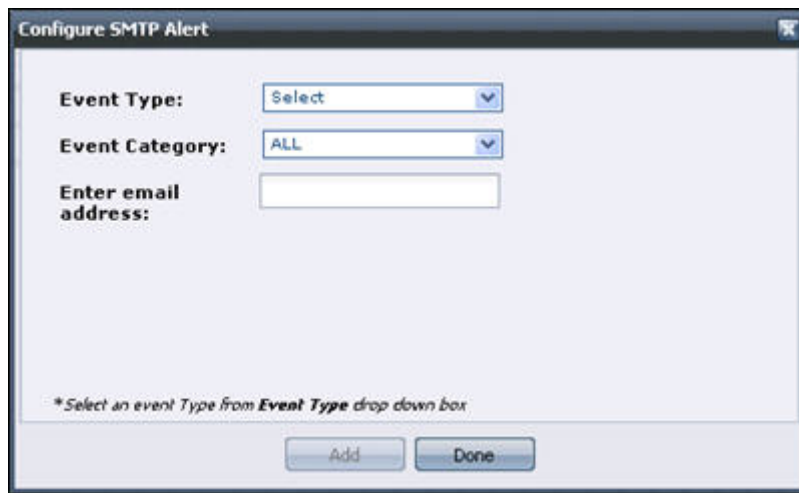 Configure SMTP Alert
Event Type:
Select
Event Category:
ALL
Enter email
address:
*Select an event Type from Event Type drop down box
Add
Done